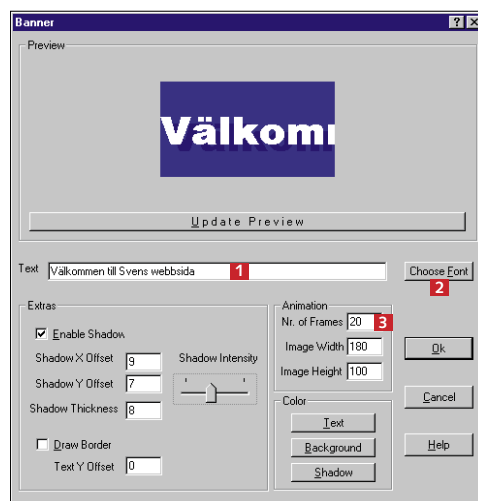 Banner
Preview
Välkom
Update Preview
Text Välkommen till Svens webbsida 1 Choose Font
2
Extras
Enable Shadow
Shadow X Offset 9
Shadow Y Offset 7
Shadow Thickness 8
Shadow Intensity
Draw Border
Text Y Offset 0
Animation
Nr. of Frames 20 3
Image Width 180
Image Height 100
Color
Text
Background
Shadow
Ok
Cancel
Help